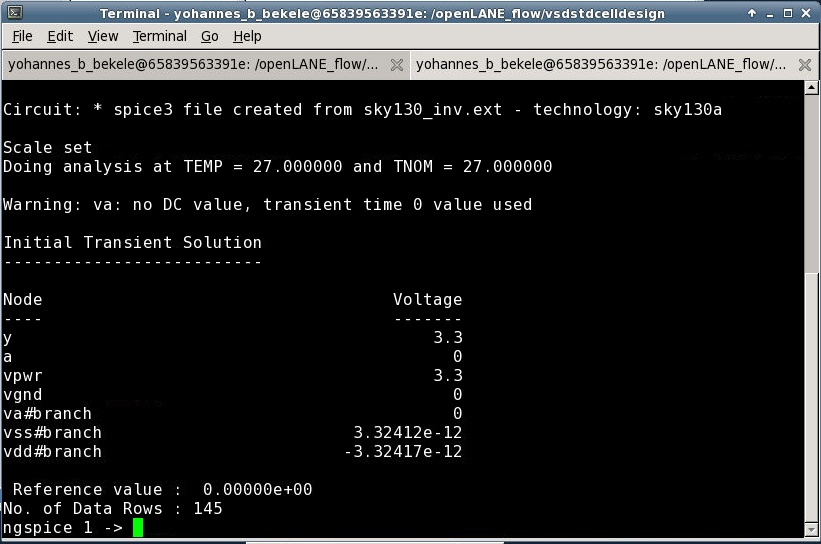 Terminal - yohannes_b_bekele@65839563391e: /openLANE_flow/vsdstdcelldesign
File Edit View Terminal Go Help
yohannes_b_bekele@65839563391e: /openLANE_flow/... yohannes_b_bekele@65839563391e: /openLANE_flow/...
Circuit: * spice3 file created from sky130_inv.ext - technology: sky130a
Scale set
Doing analysis at TEMP = 27.000000 and TNOM = 27.000000
Warning: va: no DC value, transient time 0 value used
Initial Transient Solution
--------------------------
Node Voltage
---- -------
y 3.3
a 0
vpwr 3.3
vgnd 0
va#branch 0
vss#branch 3.32412e-12
vdd#branch -3.32417e-12
Reference value : 0.00000e+00
No. of Data Rows : 145
ngspice 1 ->